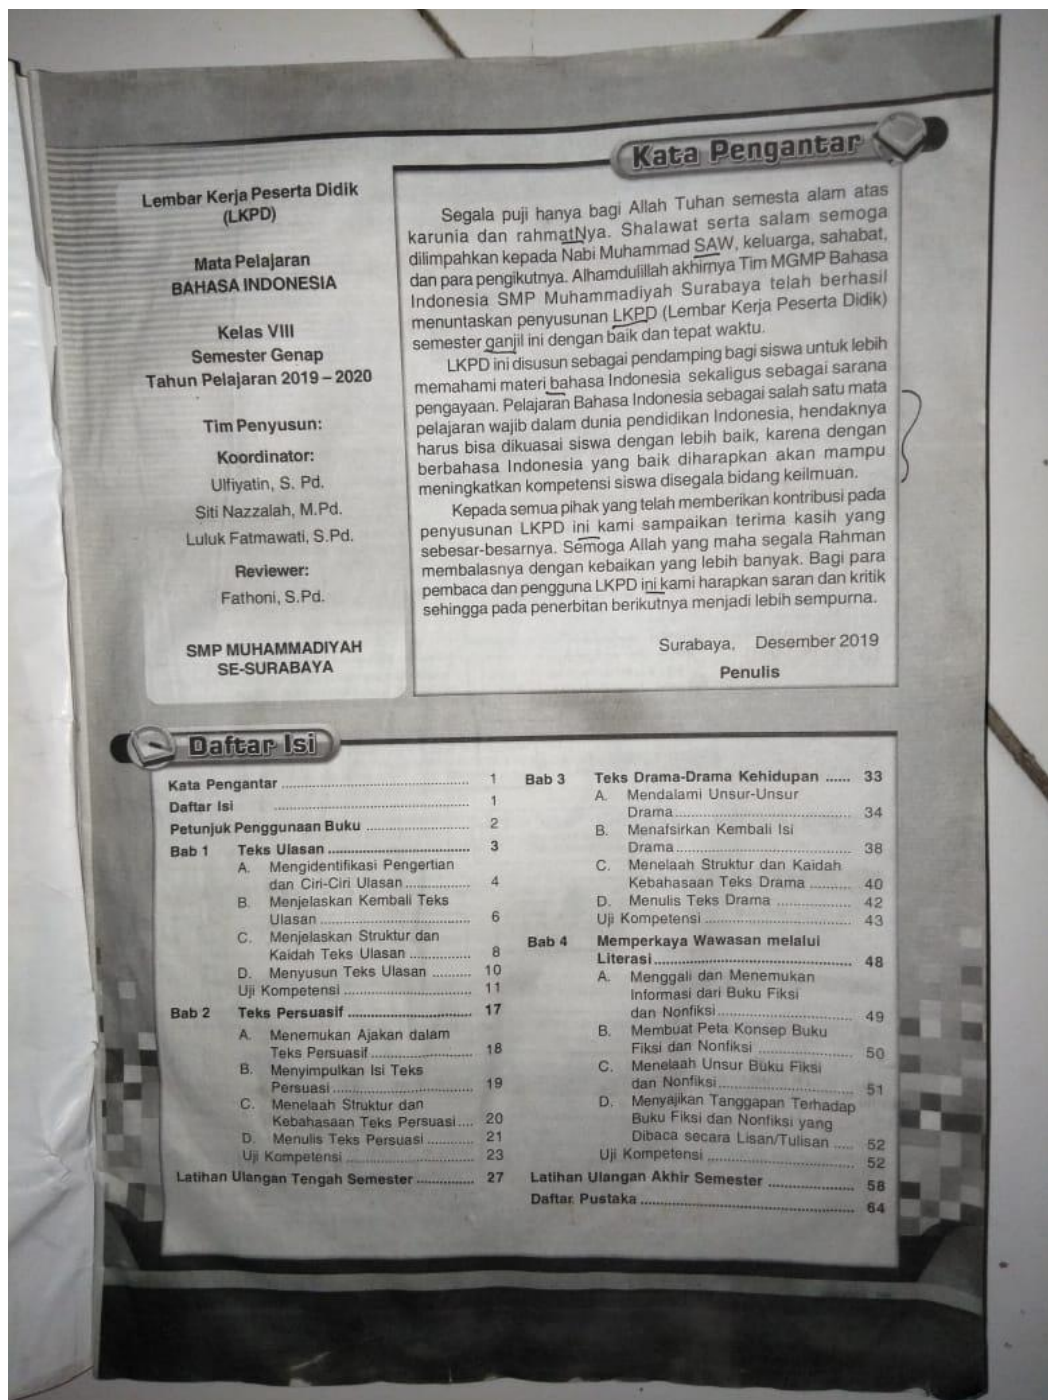 Lembar Kerja Peserta Didik
(LKPD)
Mata Pelajaran
BAHASA INDONESIA
Kelas VIII
Semester Genap
Tahun Pelajaran 2019 – 2020
Tim Penyusun:
Koordinator:
Ulfiyatin, S. Pd.
Siti Nazzalah, M.Pd.
Luluk Fatmawati, S.Pd.
Reviewer:
Fathoni, S.Pd.
SMP MUHAMMADIYAH
SE-SURABAYA
Kata Pengantar
Segala puji hanya bagi Allah Tuhan semesta alam atas
karunia dan rahmatNya. Shalawat serta salam semoga
dilimpahkan kepada Nabi Muhammad SAW, keluarga, sahabat,
dan para pengikutnya. Alhamdulillah akhirnya Tim MGMP Bahasa
Indonesia SMP Muhammadiyah Surabaya telah berhasil
menuntaskan penyusunan LKPD (Lembar Kerja Peserta Didik)
semester ganjil ini dengan baik dan tepat waktu.
LKPD ini disusun sebagai pendamping bagi siswa untuk lebih
memahami materi bahasa Indonesia sekaligus sebagai sarana
pengayaan. Pelajaran Bahasa Indonesia sebagai salah satu mata
pelajaran wajib dalam dunia pendidikan Indonesia, hendaknya
harus bisa dikuasai siswa dengan lebih baik, karena dengan
berbahasa Indonesia yang baik diharapkan akan mampu
meningkatkan kompetensi siswa disegala bidang keilmuan.
Kepada semua pihak yang telah memberikan kontribusi pada
penyusunan LKPD ini kami sampaikan terima kasih yang
sebesar-besarnya. Semoga Allah yang maha segala Rahman
membalasnya dengan kebaikan yang lebih banyak. Bagi para
pembaca dan pengguna LKPD ini kami harapkan saran dan kritik
sehingga pada penerbitan berikutnya menjadi lebih sempurna.
Surabaya, Desember 2019
Penulis
Daftar Isi
Kata Pengantar ........................ 1
Daftar Isi ........................ 1
Petunjuk Penggunaan Buku ........................ 2
Bab 1 Teks Ulasan ........................ 3
A. Mengidentifikasi Pengertian
dan Ciri-Ciri Ulasan ................ 4
B. Menjelaskan Kembali Teks
Ulasan ........................ 6
C. Menjelaskan Struktur dan
Kaidah Teks Ulasan ............... 8
D. Menyusun Teks Ulasan .......... 10
Uji Kompetensi ........................ 11
Bab 2 Teks Persuasif ........................ 17
A. Menemukan Ajakan dalam
Teks Persuasif ........................ 18
B. Menyimpulkan Isi Teks
Persuasi ........................ 19
C. Menelaah Struktur dan
Kebahasaan Teks Persuasi .... 20
D. Menulis Teks Persuasi ........... 21
Uji Kompetensi ........................ 23
Latihan Ulangan Tengah Semester .............. 27
Bab 3 Teks Drama-Drama Kehidupan ...... 33
A. Mendalami Unsur-Unsur
Drama ........................ 34
B. Menafsirkan Kembali Isi
Drama ........................ 38
C. Menelaah Struktur dan Kaidah
Kebahasaan Teks Drama .......... 40
D. Menulis Teks Drama .................. 42
Uji Kompetensi ........................ 43
Bab 4 Memperkaya Wawasan melalui
Literasi ........................ 48
A. Menggali dan Menemukan
Informasi dari Buku Fiksi
dan Nonfiksi ........................ 49
B. Membuat Peta Konsep Buku
Fiksi dan Nonfiksi ........................ 50
C. Menelaah Unsur Buku Fiksi
dan Nonfiksi ........................ 51
D. Menyajikan Tanggapan Terhadap
Buku Fiksi dan Nonfiksi yang
Dibaca secara Lisan/Tulisan ..... 52
Uji Kompetensi ........................ 52
Latihan Ulangan Akhir Semester ..................... 58
Daftar Pustaka ........................ 64